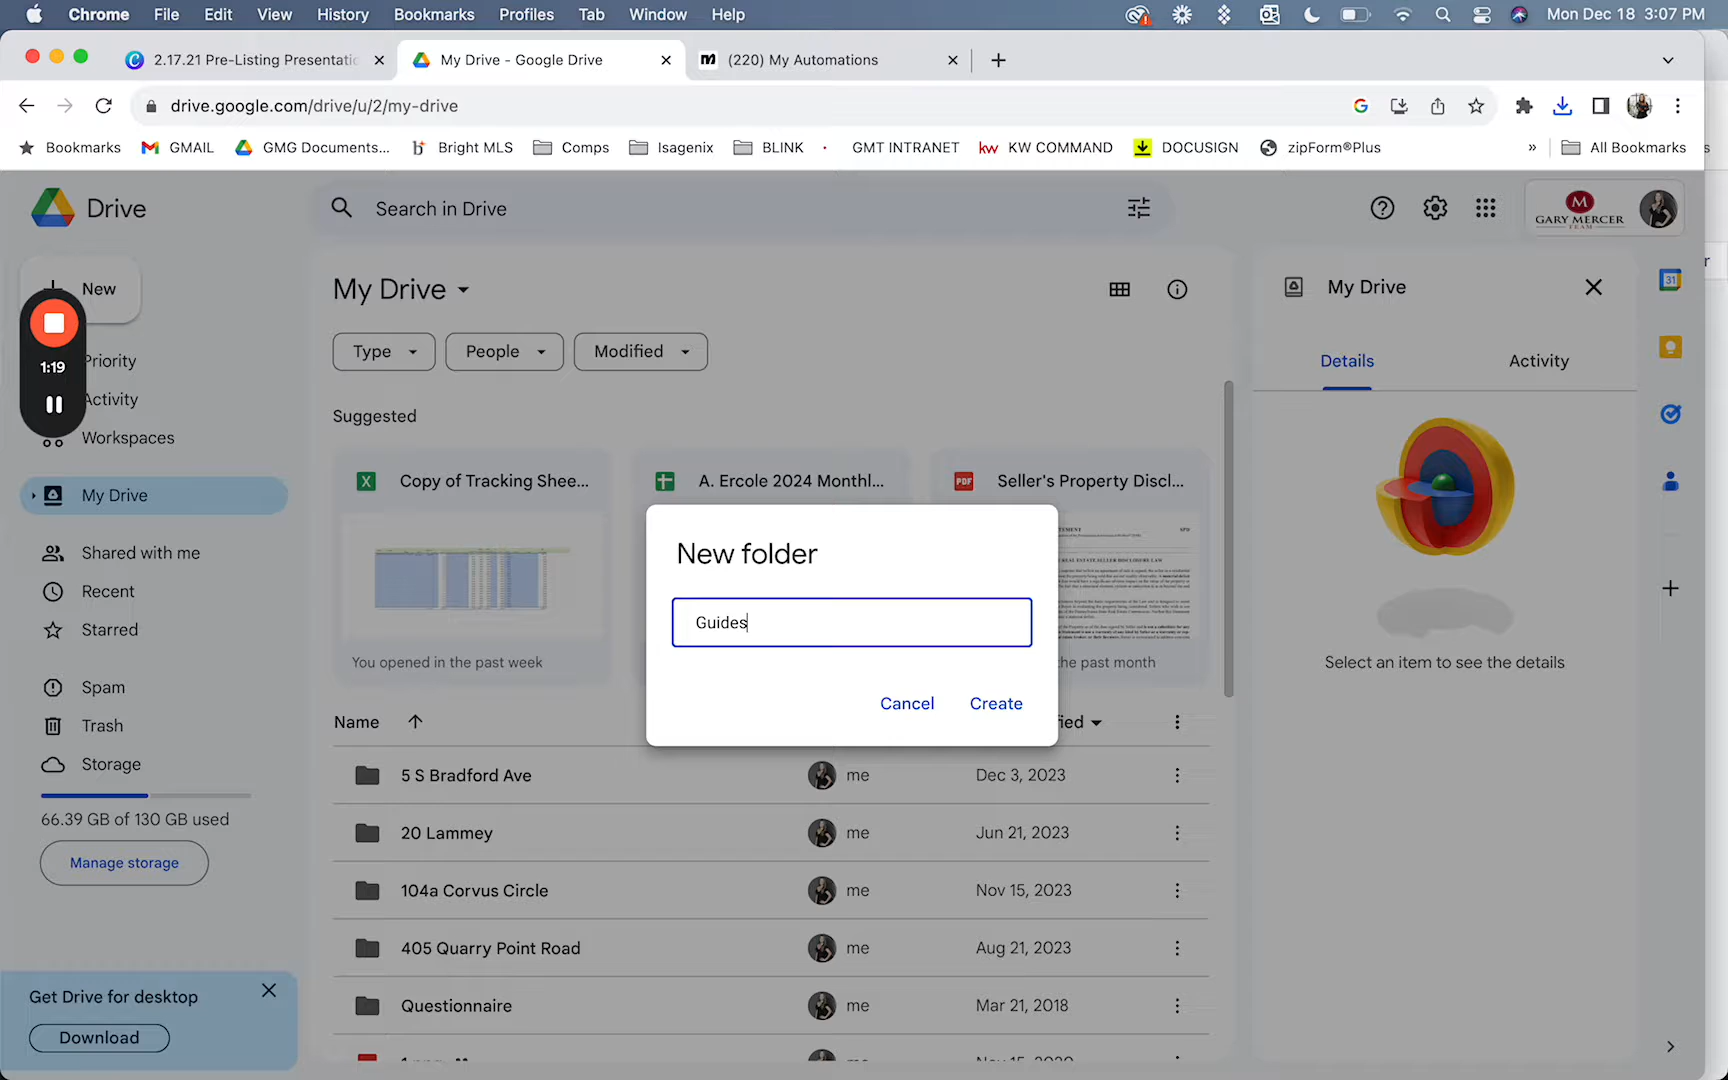 Chrome File Edit View History Bookmarks Profiles Tab Window Help Mon Dec 18 3:07 PM
2.17.21 Pre-Listing Presentatio My Drive - Google Drive (220) My Automations
drive.google.com/drive/u/2/my-drive
Bookmarks GMAIL GMG Documents... Bright MLS Comps Isagenix BLINK GMT INTRANET kw KW COMMAND DOCUSIGN zipForm®Plus » All Bookmarks
Drive
Search in Drive
GARY MERCER
TEAM
New
My Drive
My Drive
31
1:19
Priority
Type People Modified
Details Activity
Activity
Workspaces
Suggested
My Drive
Copy of Tracking Shee...
A. Ercole 2024 Monthl...
PDF Seller's Property Discl...
Shared with me
New folder
Recent
Guides
Starred
You opened in the past week
the past month
Select an item to see the details
Spam
Cancel Create
Trash
Name
Storage
66.39 GB of 130 GB used
Manage storage
5 S Bradford Ave me Dec 3, 2023
20 Lammey me Jun 21, 2023
104a Corvus Circle me Nov 15, 2023
405 Quarry Point Road me Aug 21, 2023
Questionnaire me Mar 21, 2018
Get Drive for desktop
Download